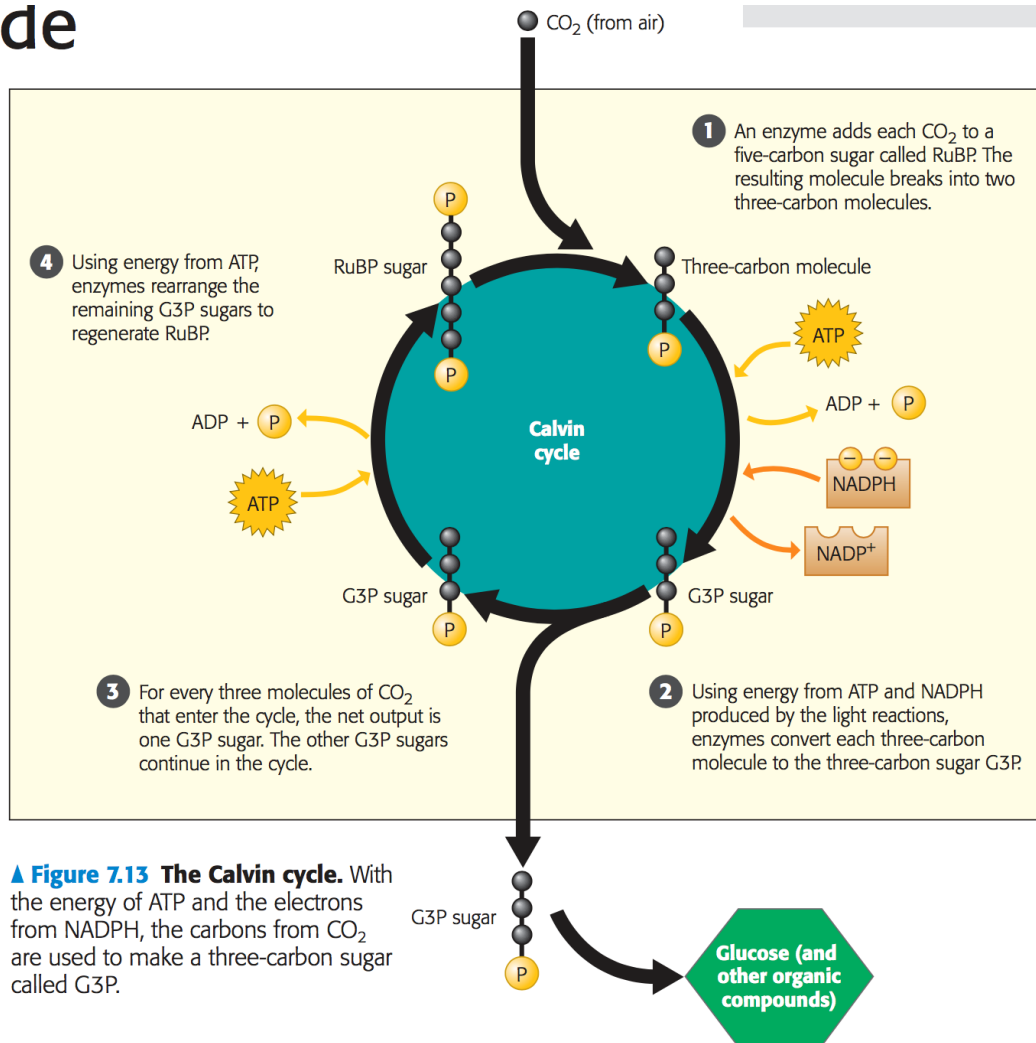 de
CO₂ (from air)
1 An enzyme adds each CO₂ to a
five-carbon sugar called RuBP. The
resulting molecule breaks into two
three-carbon molecules.
P
RuBP sugar
P
Three-carbon molecule
P
4 Using energy from ATP,
enzymes rearrange the
remaining G3P sugars to
regenerate RuBP.
ATP
ADP + P
NADPH
NADP⁺
Calvin
cycle
ADP + P
ATP
G3P sugar
P
G3P sugar
P
3 For every three molecules of CO₂
that enter the cycle, the net output is
one G3P sugar. The other G3P sugars
continue in the cycle.
2 Using energy from ATP and NADPH
produced by the light reactions,
enzymes convert each three-carbon
molecule to the three-carbon sugar G3P.
▲ Figure 7.13 The Calvin cycle. With
the energy of ATP and the electrons
from NADPH, the carbons from CO₂
are used to make a three-carbon sugar
called G3P.
G3P sugar
P
Glucose (and
other organic
compounds)